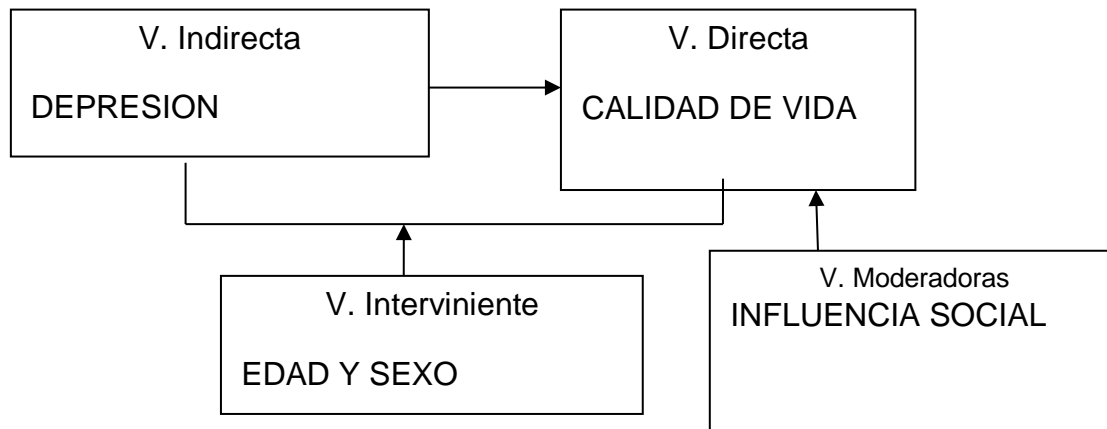 V. Indirecta
DEPRESION
V. Directa
CALIDAD DE VIDA
V. Interviniente
EDAD Y SEXO
V. Moderadoras
INFLUENCIA SOCIAL